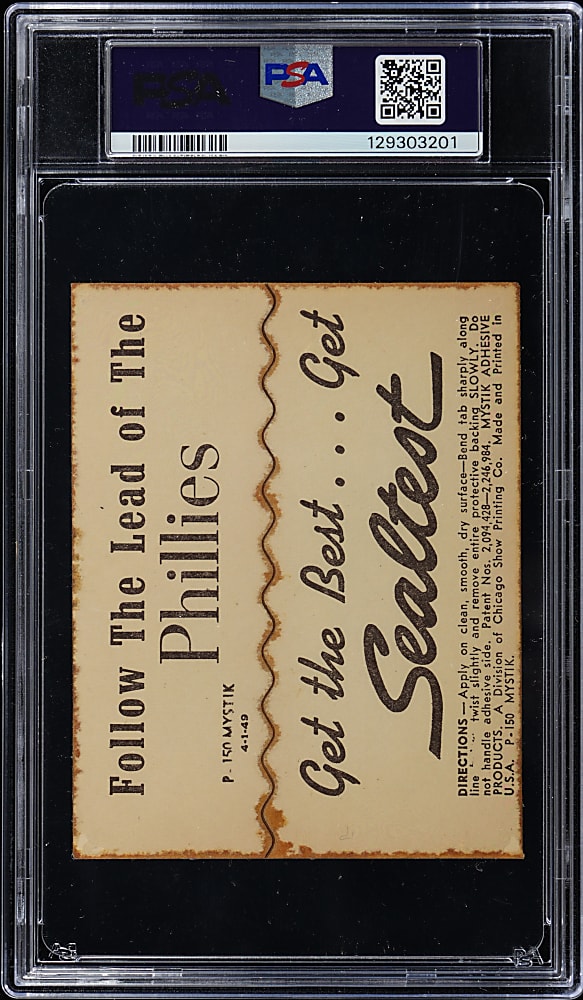 PSA
PSA
129303201
Follow The Lead of The
Phillies
P-150 MYSTIK
4-1-49
Get the Best.... Get
Sealtest
DIRECTIONS—Apply on clean, smooth, dry surface—Bend tab sharply along
line twist slightly and remove entire protective backing SLOWLY. Do
not handle adhesive side. Patent Nos. 2,094,428—2,246,984. MYSTIK ADHESIVE
PRODUCTS. A Division of Chicago Show Printing Co. Made and Printed in
U.S.A. P-150 MYSTIK.